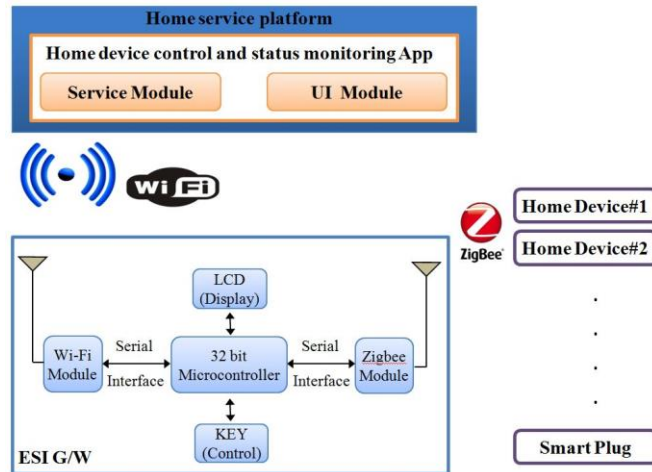 Home service platform
Home device control and status monitoring App
Service Module
UI Module
Wi Fi
ZigBee®
Home Device#1
Home Device#2
LCD
(Display)
Wi-Fi
Module
Serial
Interface
32 bit
Microcontroller
Serial
Interface
Zigbee
Module
KEY
(Control)
ESI G/W
Smart Plug